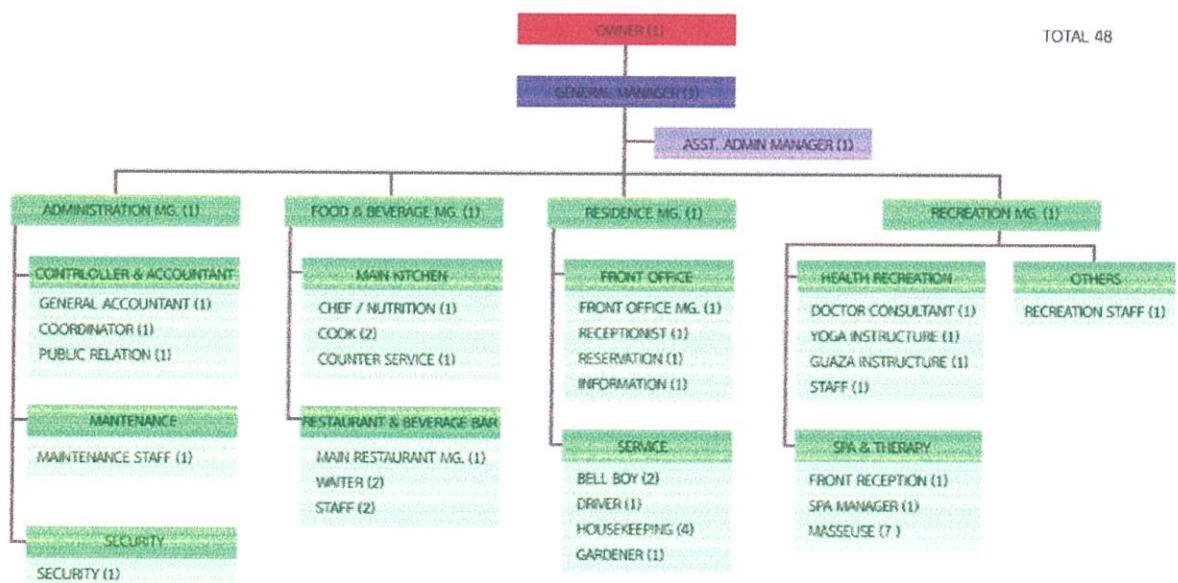 OWNER (1)
TOTAL 48
GENERAL MANAGER (1)
ASST. ADMIN MANAGER (1)
ADMINISTRATION MG. (1)
CONTRLOLLER & ACCOUNTANT
GENERAL ACCOUNTANT (1)
COORDINATOR (1)
PUBLIC RELATION (1)
MANTENANCE
MAINTENANCE STAFF (1)
SECURITY
SECURITY (1)
FOOD & BEVERAGE MG. (1)
MAIN KITCHEN
CHEF / NUTRITION (1)
COOK (2)
COUNTER SERVICE (1)
RESTAURANT & BEVERAGE BAR
MAIN RESTAURANT MG. (1)
WAITER (2)
STAFF (2)
RESIDENCE MG. (1)
FRONT OFFICE
FRONT OFFICE MG. (1)
RECEPTIONIST (1)
RESERVATION (1)
INFORMATION (1)
SERVICE
BELL BOY (2)
DRIVER (1)
HOUSEKEEPING (4)
GARDENER (1)
RECREATION MG. (1)
HEALTH RECREATION
DOCTOR CONSULTANT (1)
YOGA INSTRUCTURE (1)
GUAZA INSTRUCTURE (1)
STAFF (1)
SPA & THERAPY
FRONT RECEPTION (1)
SPA MANAGER (1)
MASSEUSE (7 )
OTHERS
RECREATION STAFF (1)